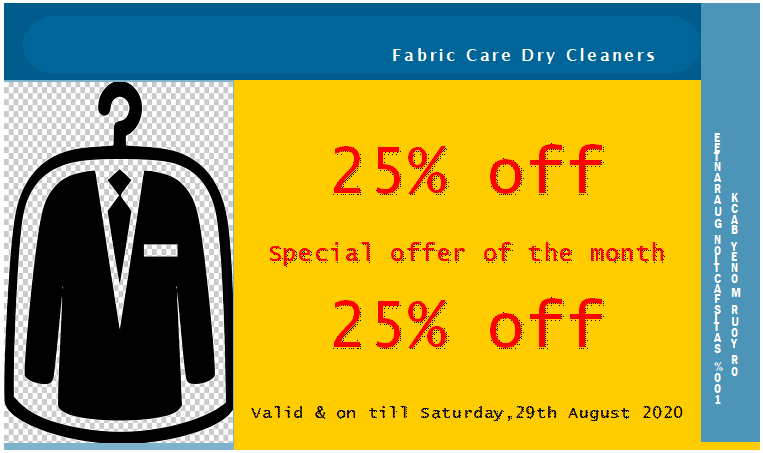 Fabric Care Dry Cleaners
25% off
Special offer of the month
25% off
Valid & on till Saturday,29th August 2020
100% SATISFACTION GUARANTEE
OR YOUR MONEY BACK